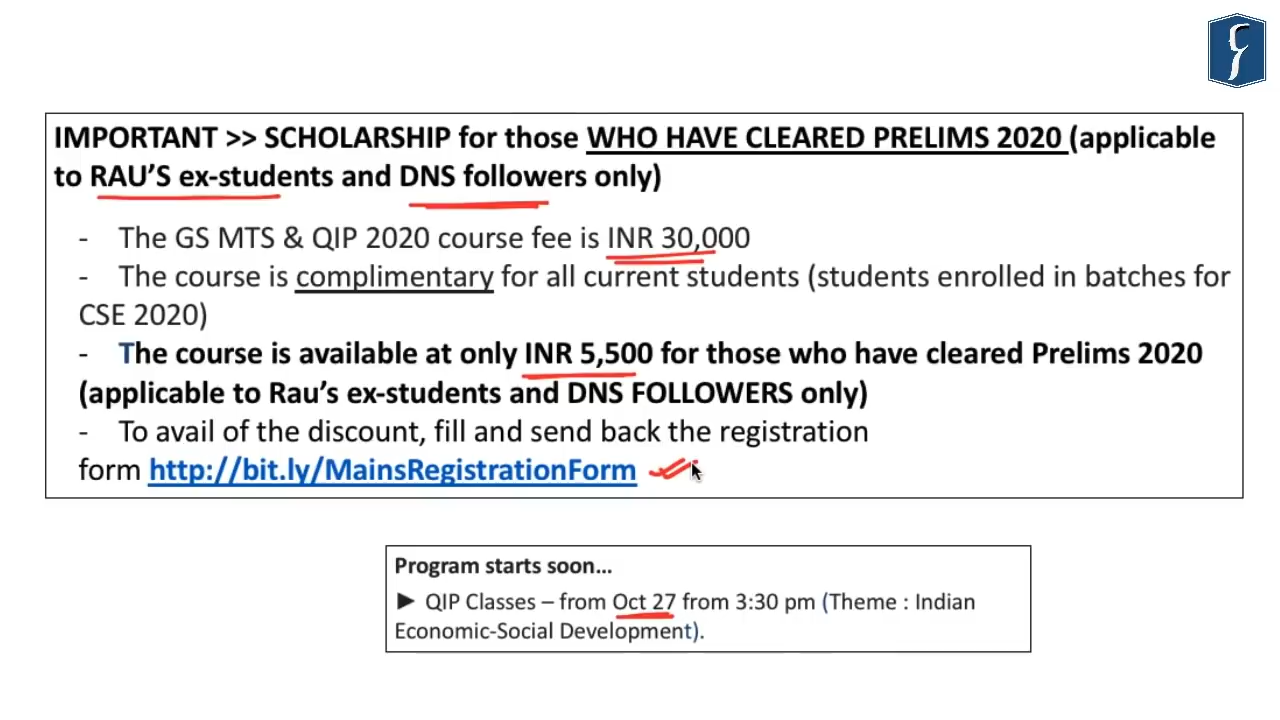 IMPORTANT >> SCHOLARSHIP for those WHO HAVE CLEARED PRELIMS 2020 (applicable
to RAU'S ex-students and DNS followers only)
- The GS MTS & QIP 2020 course fee is INR 30,000
- The course is complimentary for all current students (students enrolled in batches for
CSE 2020)
- The course is available at only INR 5,500 for those who have cleared Prelims 2020
(applicable to Rau's ex-students and DNS FOLLOWERS only)
- To avail of the discount, fill and send back the registration
form http://bit.ly/MainsRegistrationForm
Program starts soon...
► QIP Classes – from Oct 27 from 3:30 pm (Theme : Indian
Economic-Social Development).